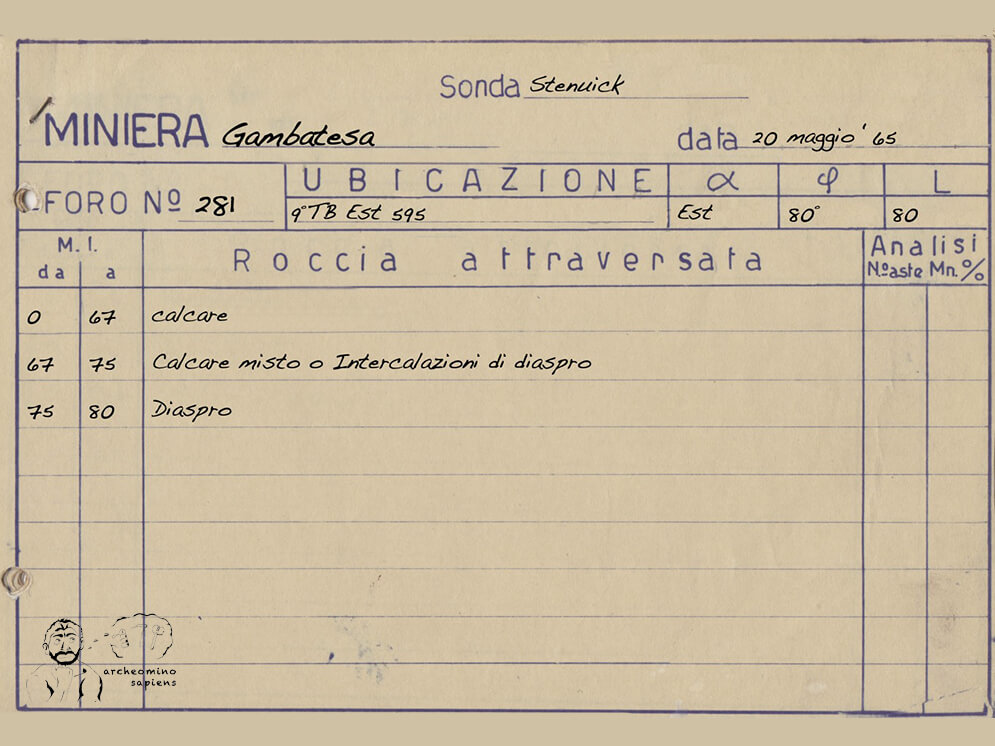 Sonda Stenuick
MINIERA Gambatesa data 20 maggio '65
FORO Nº 281
UBICAZIONE α φ L
9°TB Est 595 Est 80° 80
M. l. Roccia attraversata Analisi
da a N.º aste Mn. %
0 67 calcare
67 75 Calcare misto o Intercalazioni di diaspro
75 80 Diaspro
archeomino
sapiens